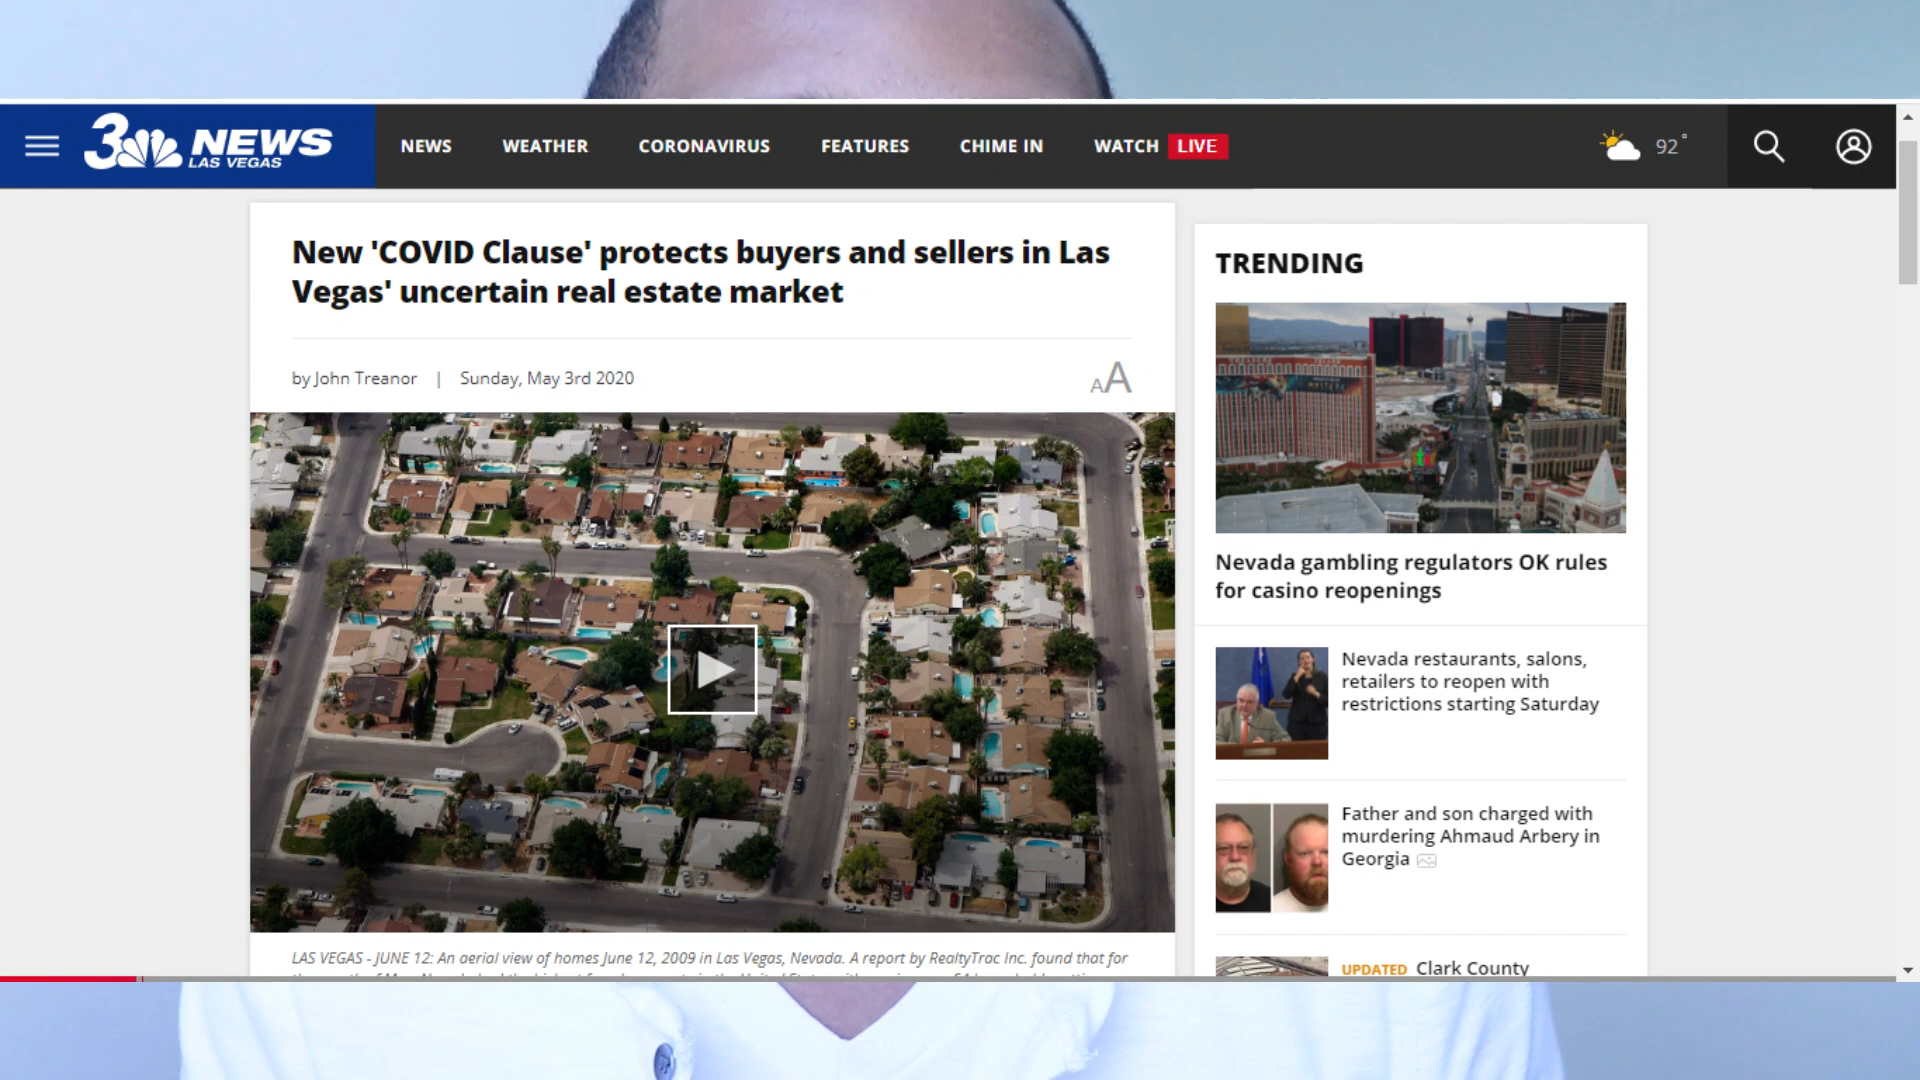 3 NEWS
LAS VEGAS
NEWS WEATHER CORONAVIRUS FEATURES CHIME IN WATCH LIVE 92°
New 'COVID Clause' protects buyers and sellers in Las
Vegas' uncertain real estate market
by John Treanor | Sunday, May 3rd 2020
AA
LAS VEGAS - JUNE 12: An aerial view of homes June 12, 2009 in Las Vegas, Nevada. A report by RealtyTrac Inc. found that for
TRENDING
Nevada gambling regulators OK rules
for casino reopenings
Nevada restaurants, salons,
retailers to reopen with
restrictions starting Saturday
Father and son charged with
murdering Ahmaud Arbery in
Georgia
UPDATED Clark County